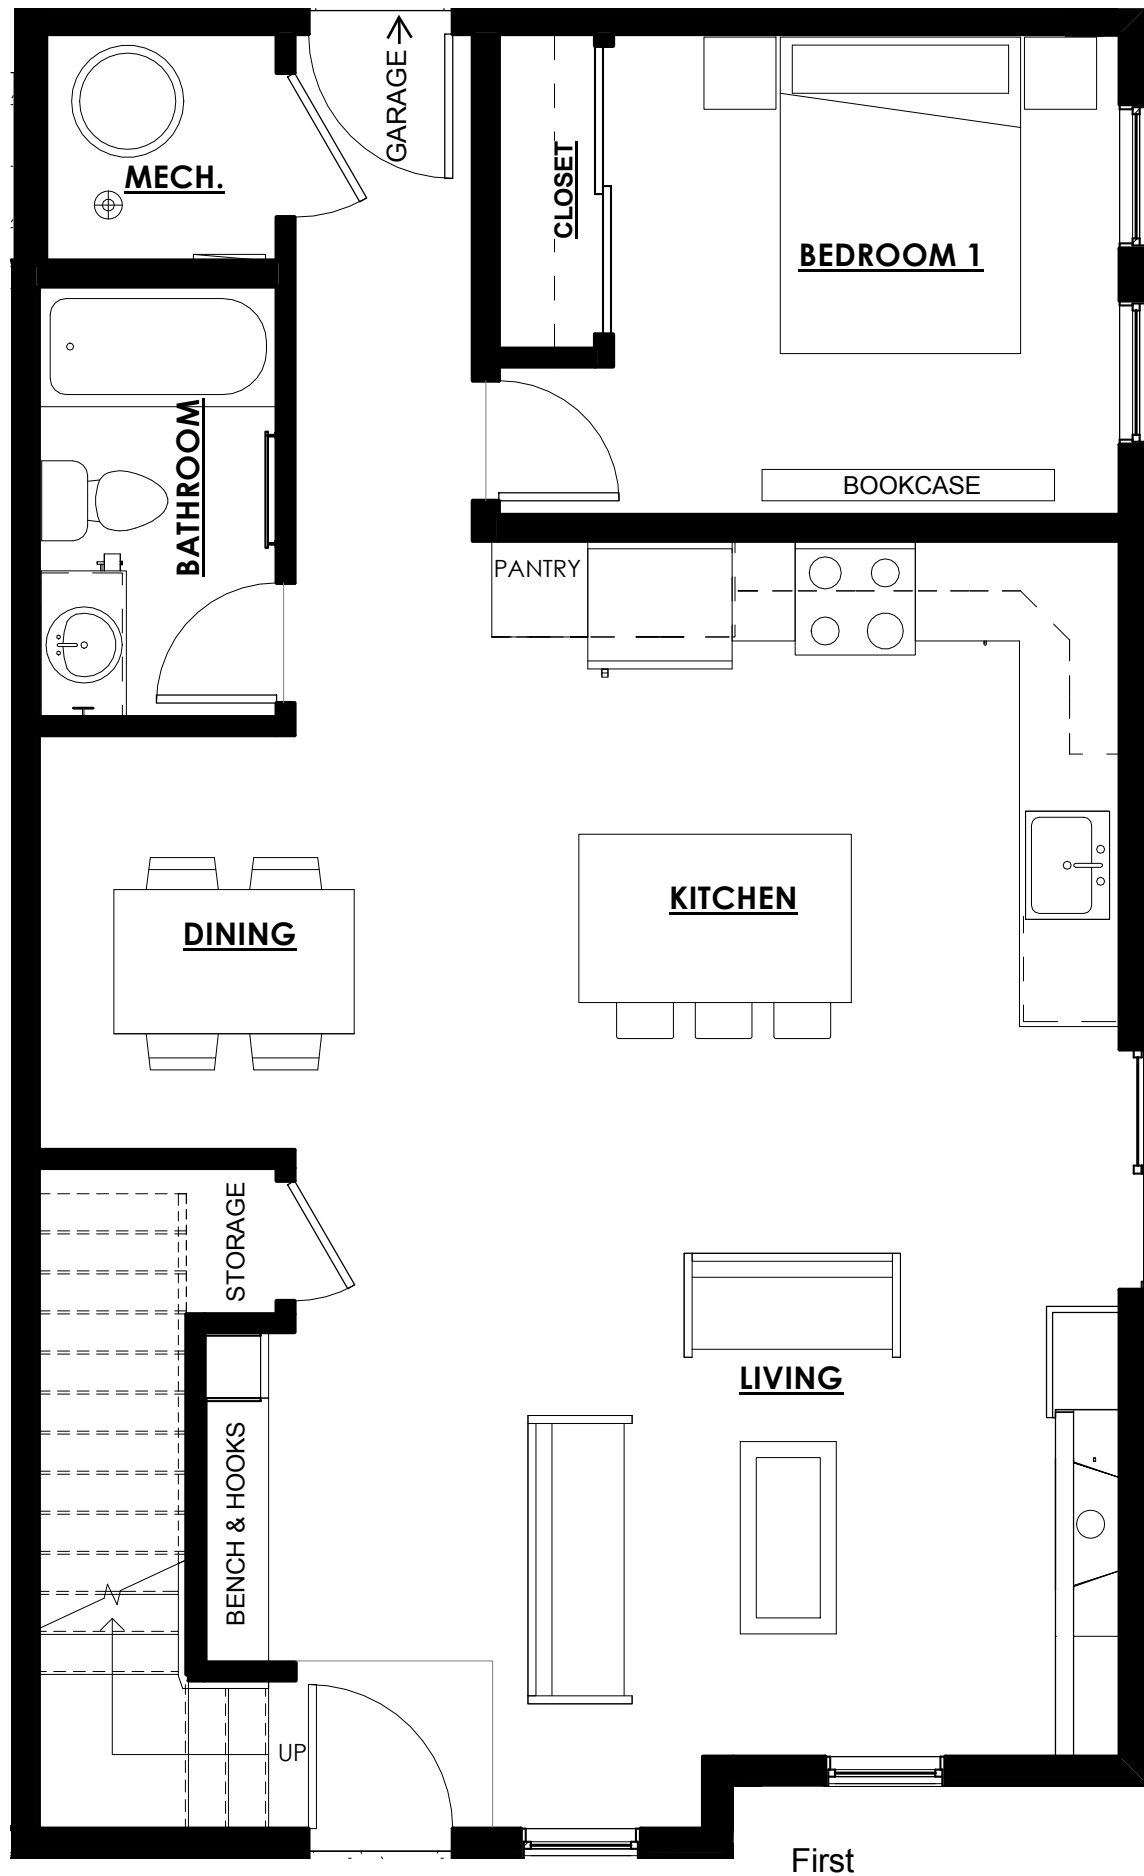 GARAGE
MECH.
CLOSET
BEDROOM 1
BATHROOM
BOOKCASE
PANTRY
KITCHEN
DINING
STORAGE
LIVING
BENCH & HOOKS
UP
First